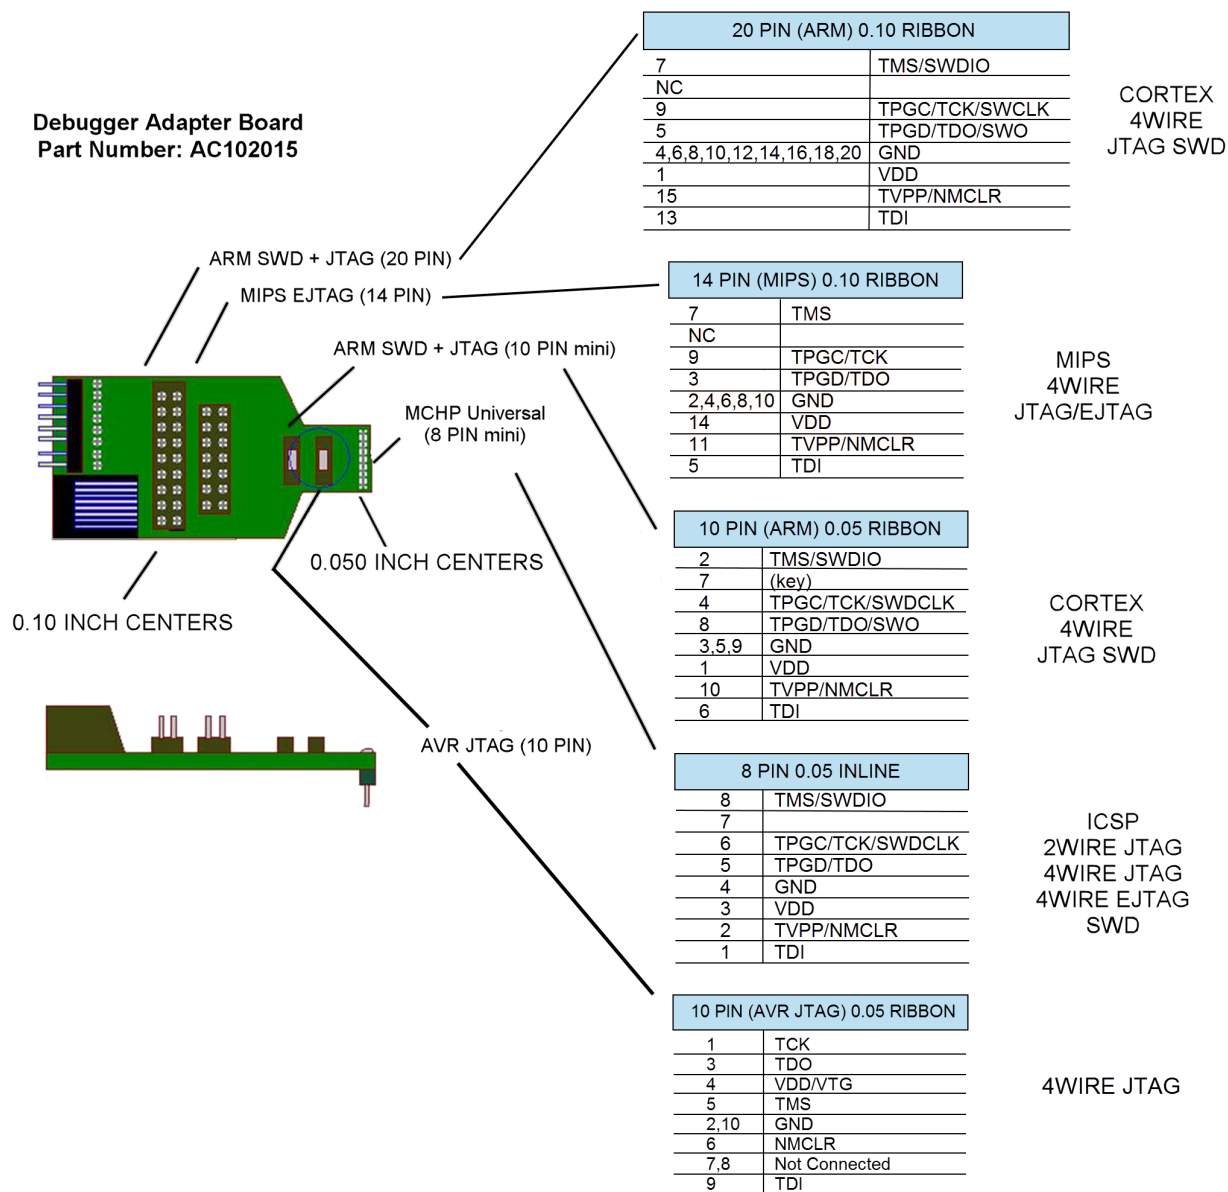 Debugger Adapter Board
Part Number: AC102015
20 PIN (ARM) 0.10 RIBBON
7 TMS/SWDIO
NC
9 TPGC/TCK/SWCLK
5 TPGD/TDO/SWO
4,6,8,10,12,14,16,18,20 GND
1 VDD
15 TVPP/NMCLR
13 TDI
CORTEX
4WIRE
JTAG SWD
ARM SWD + JTAG (20 PIN)
MIPS EJTAG (14 PIN)
ARM SWD + JTAG (10 PIN mini)
MCHP Universal
(8 PIN mini)
0.050 INCH CENTERS
0.10 INCH CENTERS
AVR JTAG (10 PIN)
14 PIN (MIPS) 0.10 RIBBON
7 TMS
NC
9 TPGC/TCK
3 TPGD/TDO
2,4,6,8,10 GND
14 VDD
11 TVPP/NMCLR
5 TDI
MIPS
4WIRE
JTAG/EJTAG
10 PIN (ARM) 0.05 RIBBON
2 TMS/SWDIO
7 (key)
4 TPGC/TCK/SWDCLK
8 TPGD/TDO/SWO
3,5,9 GND
1 VDD
10 TVPP/NMCLR
6 TDI
CORTEX
4WIRE
JTAG SWD
8 PIN 0.05 INLINE
8 TMS/SWDIO
7
6 TPGC/TCK/SWDCLK
5 TPGD/TDO
4 GND
3 VDD
2 TVPP/NMCLR
1 TDI
ICSP
2WIRE JTAG
4WIRE JTAG
4WIRE EJTAG
SWD
10 PIN (AVR JTAG) 0.05 RIBBON
1 TCK
3 TDO
4 VDD/VTG
5 TMS
2,10 GND
6 NMCLR
7,8 Not Connected
9 TDI
4WIRE JTAG